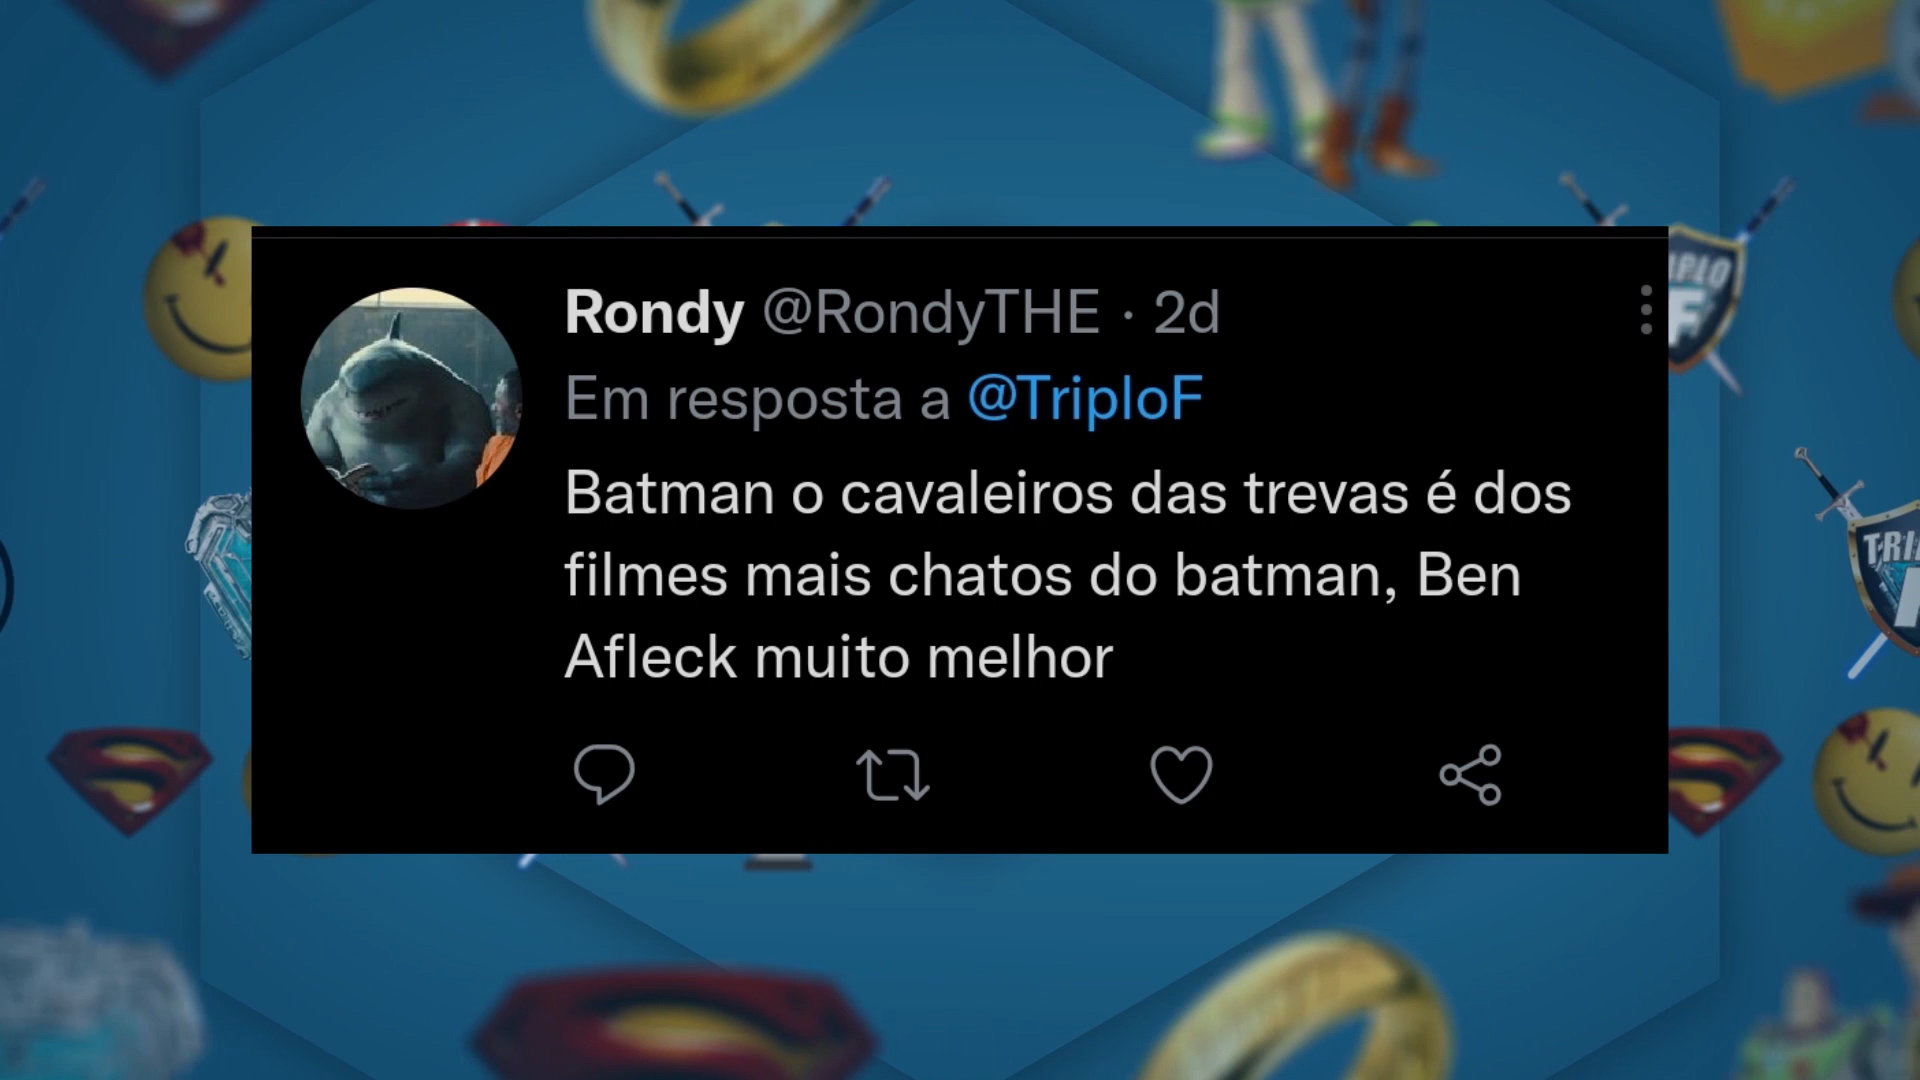 Rondy @RondyTHE · 2d
Em resposta a @TriploF
Batman o cavaleiros das trevas é dos
filmes mais chatos do batman, Ben
Afleck muito melhor